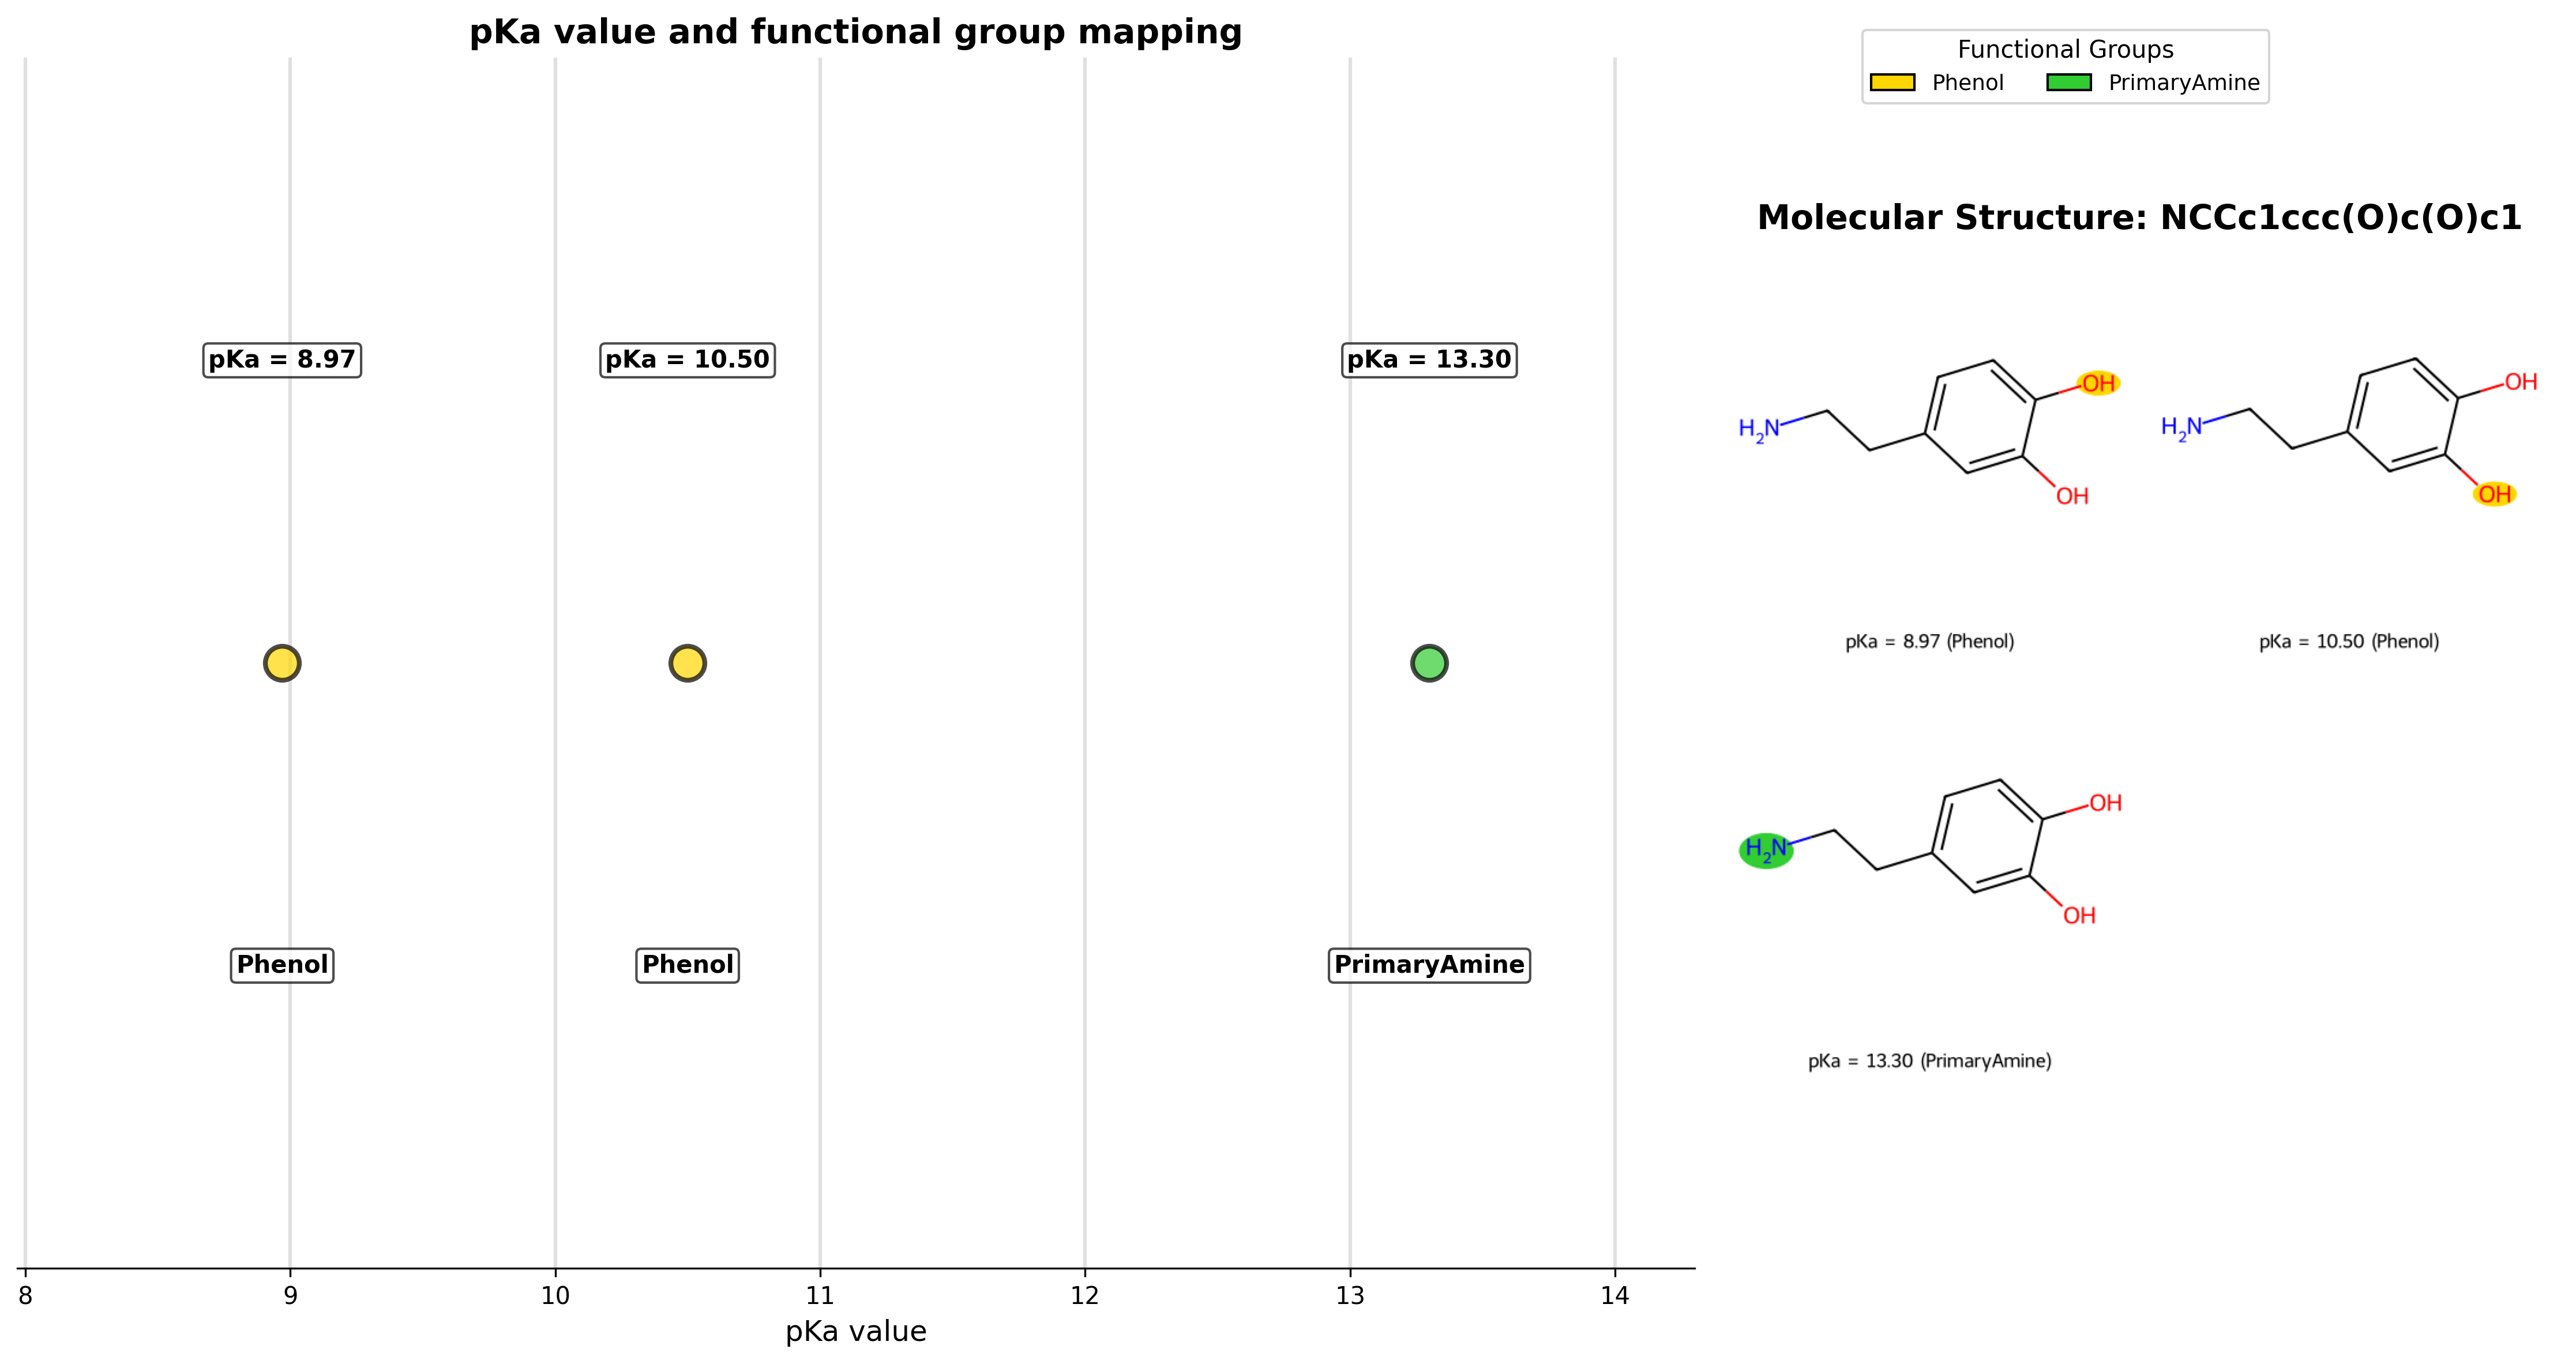 pKa value and functional group mapping
pKa = 8.97
pKa = 10.50
pKa = 13.30
Phenol
Phenol
PrimaryAmine
8
9
10
11
12
13
14
pKa value
Functional Groups
Phenol
PrimaryAmine
Molecular Structure: NCCc1ccc(O)c(O)c1
H2N
OH
OH
H2N
OH
OH
pKa = 8.97 (Phenol)
pKa = 10.50 (Phenol)
H2N
OH
OH
pKa = 13.30 (PrimaryAmine)